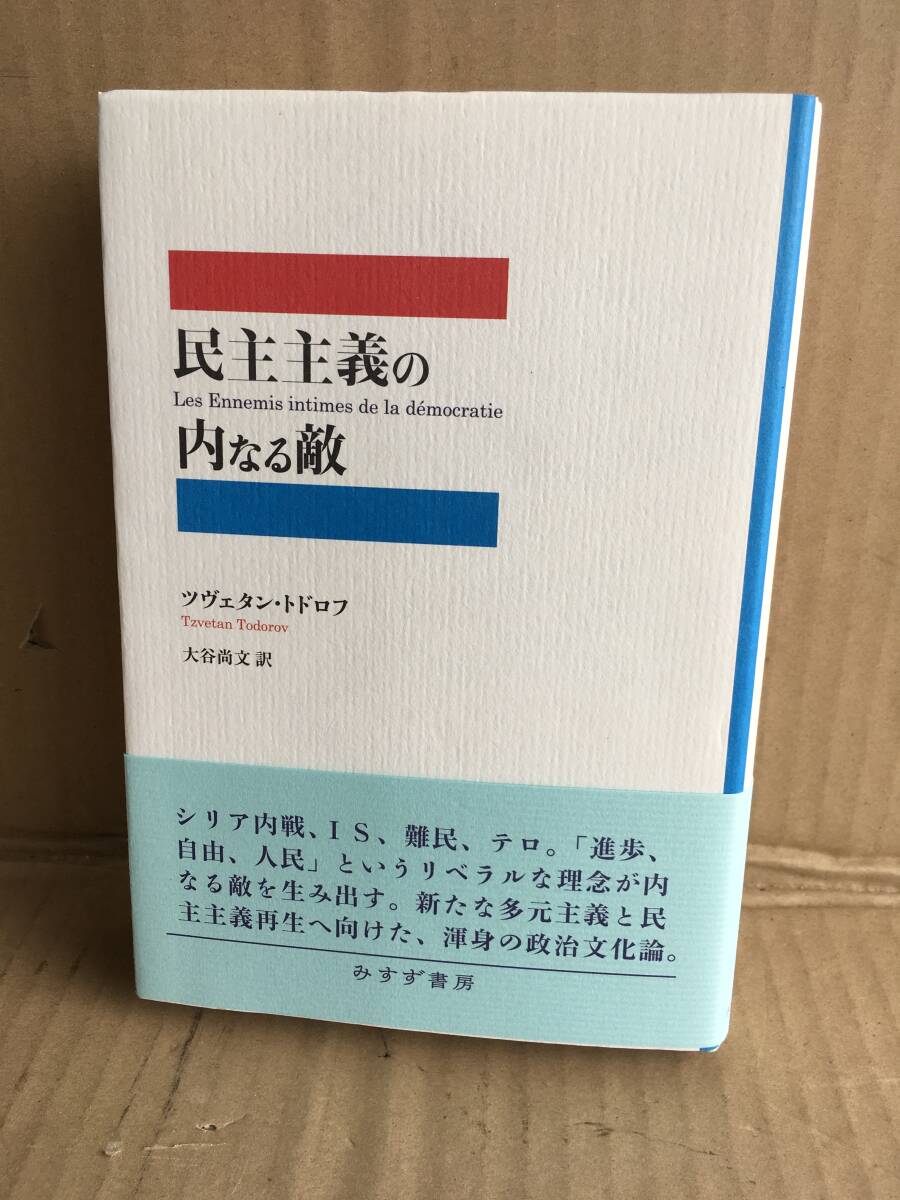 民主主義の
Les Ennemis intimes de la démocratie
内なる敵
ツヴェタン・トドロフ
Tzvetan Todorov
大谷尚文 訳
シリア内戦、ＩＳ、難民、テロ。「進歩、
自由、人民」というリベラルな理念が内
なる敵を生み出す。新たな多元主義と民
主主義再生へ向けた、渾身の政治文化論。
みすず書房